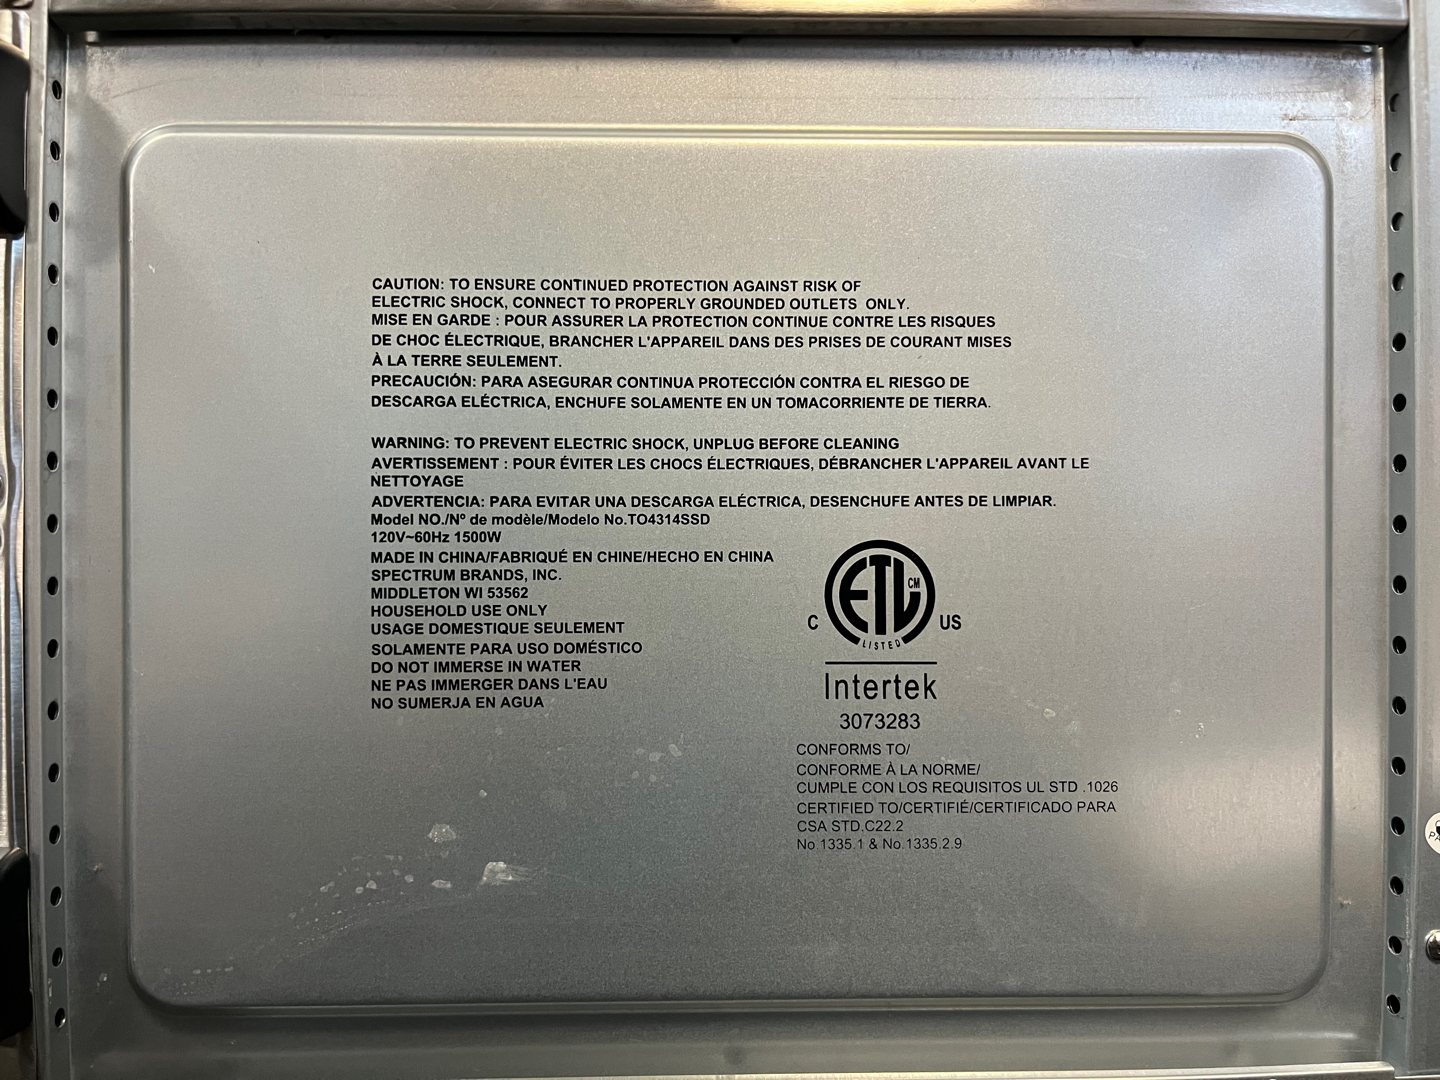 CAUTION: TO ENSURE CONTINUED PROTECTION AGAINST RISK OF
ELECTRIC SHOCK, CONNECT TO PROPERLY GROUNDED OUTLETS ONLY.
MISE EN GARDE : POUR ASSURER LA PROTECTION CONTINUE CONTRE LES RISQUES
DE CHOC ÉLECTRIQUE, BRANCHER L'APPAREIL DANS DES PRISES DE COURANT MISES
À LA TERRE SEULEMENT.
PRECAUCIÓN: PARA ASEGURAR CONTINUA PROTECCIÓN CONTRA EL RIESGO DE
DESCARGA ELÉCTRICA, ENCHUFE SOLAMENTE EN UN TOMACORRIENTE DE TIERRA.
WARNING: TO PREVENT ELECTRIC SHOCK, UNPLUG BEFORE CLEANING
AVERTISSEMENT : POUR ÉVITER LES CHOCS ÉLECTRIQUES, DÉBRANCHER L'APPAREIL AVANT LE
NETTOYAGE
ADVERTENCIA: PARA EVITAR UNA DESCARGA ELÉCTRICA, DESENCHUFE ANTES DE LIMPIAR.
Model NO./Nº de modèle/Modelo No.TO4314SSD
120V~60Hz 1500W
MADE IN CHINA/FABRIQUÉ EN CHINE/HECHO EN CHINA
SPECTRUM BRANDS, INC.
MIDDLETON WI 53562
HOUSEHOLD USE ONLY
USAGE DOMESTIQUE SEULEMENT
SOLAMENTE PARA USO DOMÉSTICO
DO NOT IMMERSE IN WATER
NE PAS IMMERGER DANS L'EAU
NO SUMERJA EN AGUA
ETL CM
C LISTED US
Intertek
3073283
CONFORMS TO/
CONFORME À LA NORME/
CUMPLE CON LOS REQUISITOS UL STD .1026
CERTIFIED TO/CERTIFIÉ/CERTIFICADO PARA
CSA STD.C22.2
No.1335.1 & No.1335.2.9